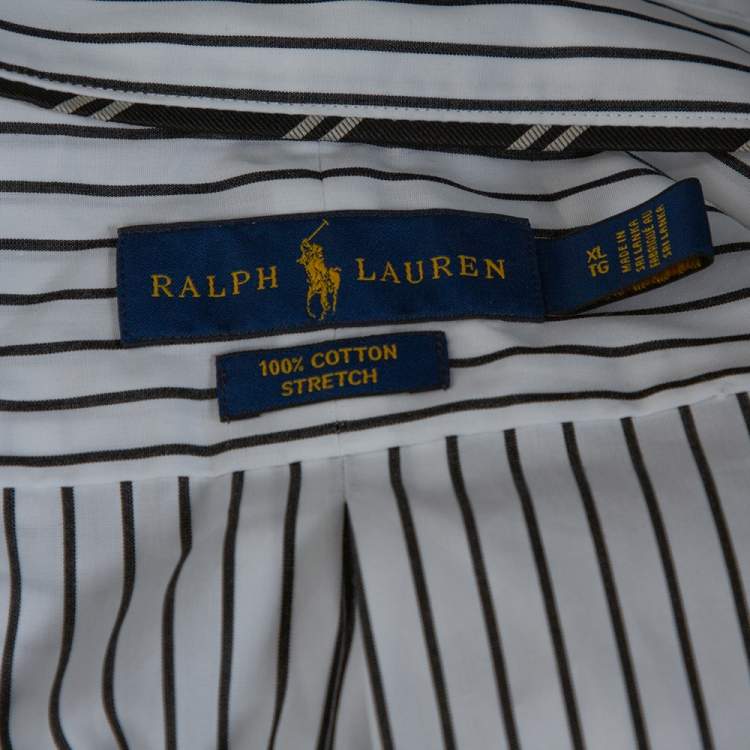 RALPH LAUREN
XL
TG
MADE IN
SRI LANKA
FABRIQUÉ AU
SRI LANKA
100% COTTON
STRETCH